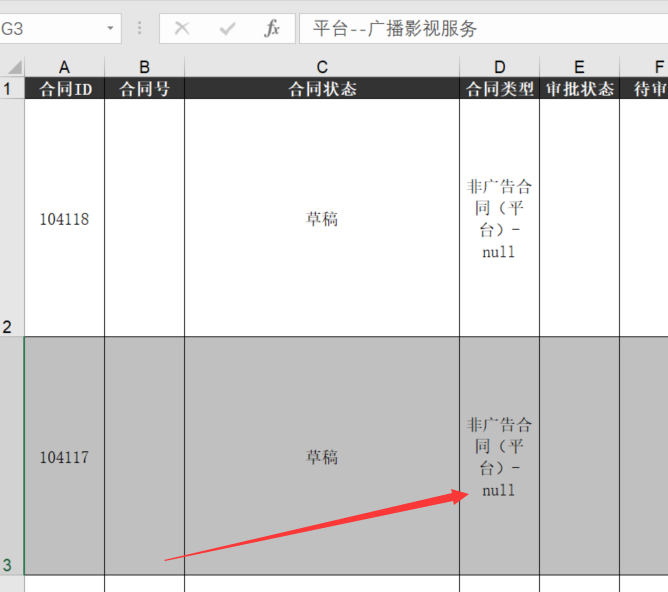 G3
fx
平台--广播影视服务
A
B
C
D
E
F
1
合同ID
合同号
合同状态
合同类型
审批状态
待审
104118
草稿
非广告合
同（平
台）-
null
2
104117
草稿
非广告合
同（平
台）-
null
3